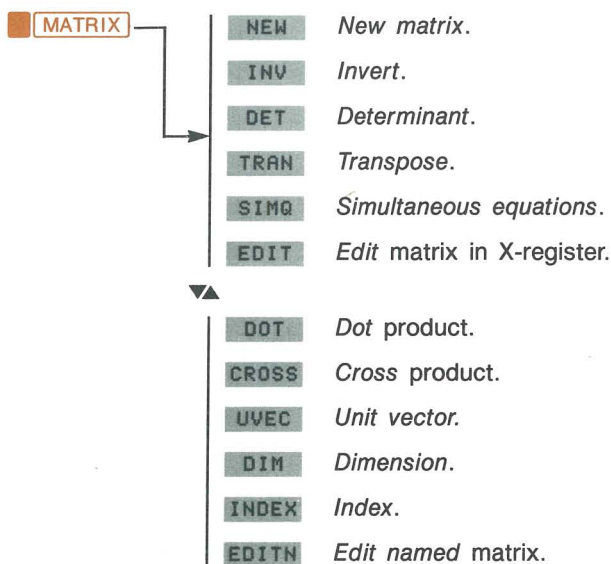 MATRIX NEW New matrix.
INV Invert.
DET Determinant.
TRAN Transpose.
SIMQ Simultaneous equations.
EDIT Edit matrix in X-register.
▼▲
DOT Dot product.
CROSS Cross product.
UVEC Unit vector.
DIM Dimension.
INDEX Index.
EDITN Edit named matrix.